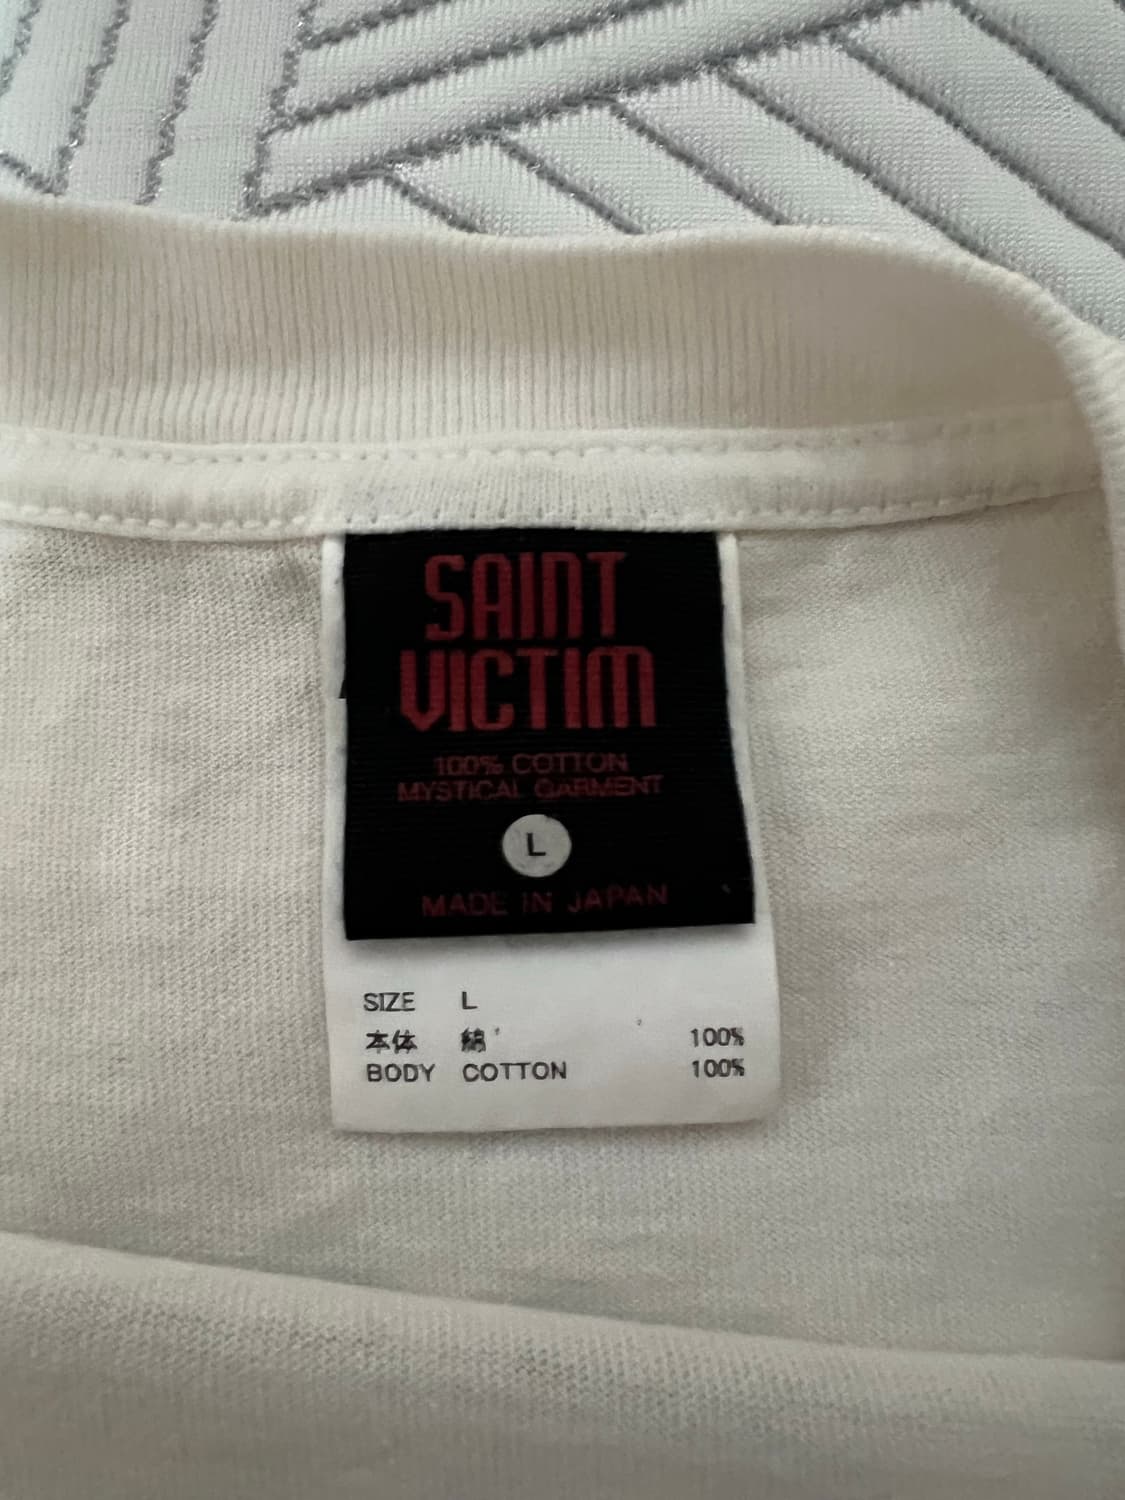 SAINT
VICTIM
100% COTTON
MYSTICAL GARMENT
L
MADE IN JAPAN
SIZE L
本体 綿 100%
BODY COTTON 100%